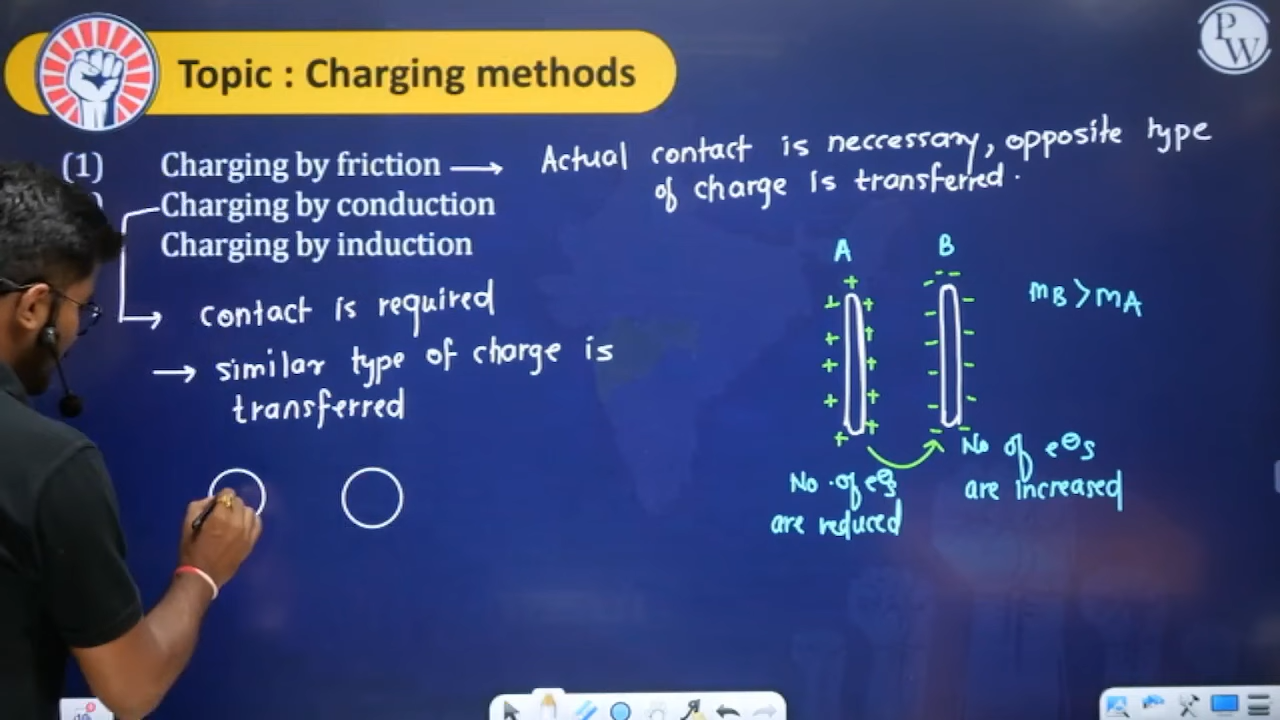 Topic : Charging methods
PW
(1) Charging by friction → Actual contact is neccessary, opposite type
of charge is transferred.
Charging by conduction
Charging by induction
→ contact is required
→ similar type of charge is
transferred
A B
mB > mA
No. of e⊖s
are reduced
No of e⊖s
are increased